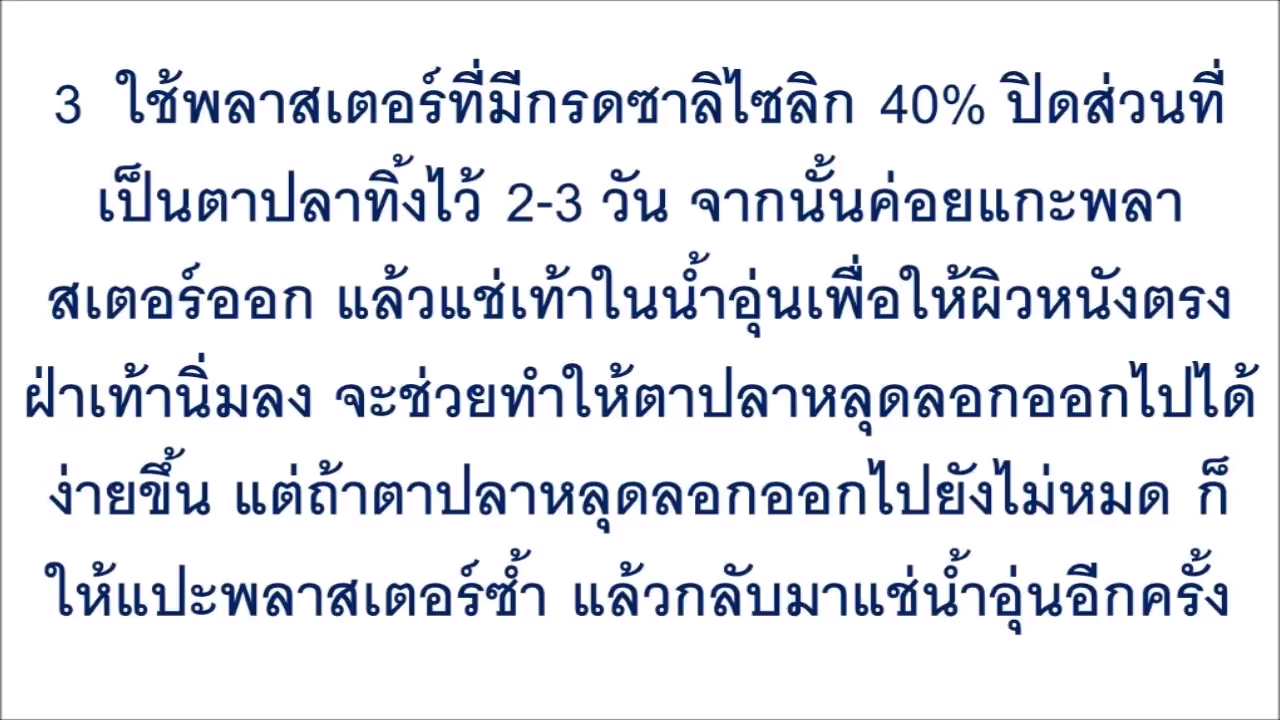 3 ใช้พลาสเตอร์ที่มีกรดซาลิไซลิก 40% ปิดส่วนที่
เป็นตาปลาทิ้งไว้ 2-3 วัน จากนั้นค่อยแกะพลา
สเตอร์ออก แล้วแช่เท้าในน้ำอุ่นเพื่อให้ผิวหนังตรง
ฝ่าเท้านิ่มลง จะช่วยทำให้ตาปลาหลุดลอกออกไปได้
ง่ายขึ้น แต่ถ้าตาปลาหลุดลอกออกไปยังไม่หมด ก็
ให้แปะพลาสเตอร์ซ้ำ แล้วกลับมาแช่น้ำอุ่นอีกครั้ง